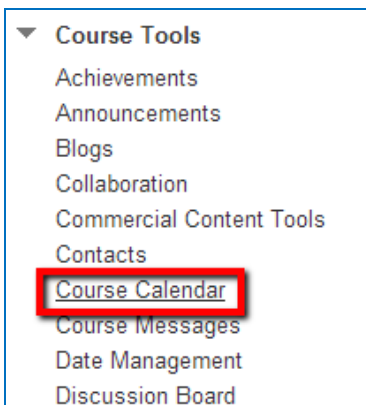 Course Tools
Achievements
Announcements
Blogs
Collaboration
Commercial Content Tools
Contacts
Course Calendar
Course Messages
Date Management
Discussion Board